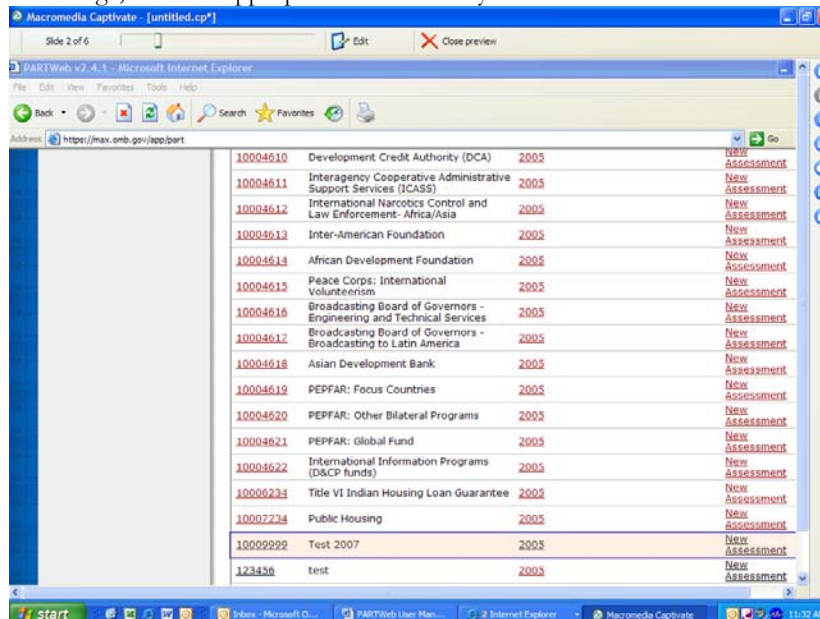 Macromedia Captivate - [untitled.cp*]
Slide 2 of 6 Edit Close preview
PARTWeb v2.4.1 - Microsoft Internet Explorer
File Edit View Favorites Tools Help
Back Search Favorites
Address https://max.omb.gov/app/part Go
10004610 Development Credit Authority (DCA) 2005 New Assessment
10004611 Interagency Cooperative Administrative Support Services (ICASS) 2005 New Assessment
10004612 International Narcotics Control and Law Enforcement- Africa/Asia 2005 New Assessment
10004613 Inter-American Foundation 2005 New Assessment
10004614 African Development Foundation 2005 New Assessment
10004615 Peace Corps: International Volunteerism 2005 New Assessment
10004616 Broadcasting Board of Governors - Engineering and Technical Services 2005 New Assessment
10004617 Broadcasting Board of Governors - Broadcasting to Latin America 2005 New Assessment
10004618 Asian Development Bank 2005 New Assessment
10004619 PEPFAR: Focus Countries 2005 New Assessment
10004620 PEPFAR: Other Bilateral Programs 2005 New Assessment
10004621 PEPFAR: Global Fund 2005 New Assessment
10004622 International Information Programs (D&CP funds) 2005 New Assessment
10006234 Title VI Indian Housing Loan Guarantee 2005 New Assessment
10007234 Public Housing 2005 New Assessment
10009999 Test 2007 2005 New Assessment
123456 test 2005 New Assessment
start Inbox - Microsoft O... PARTWeb User Man... 2 Internet Explorer Macromedia Captivate 11:32 AM